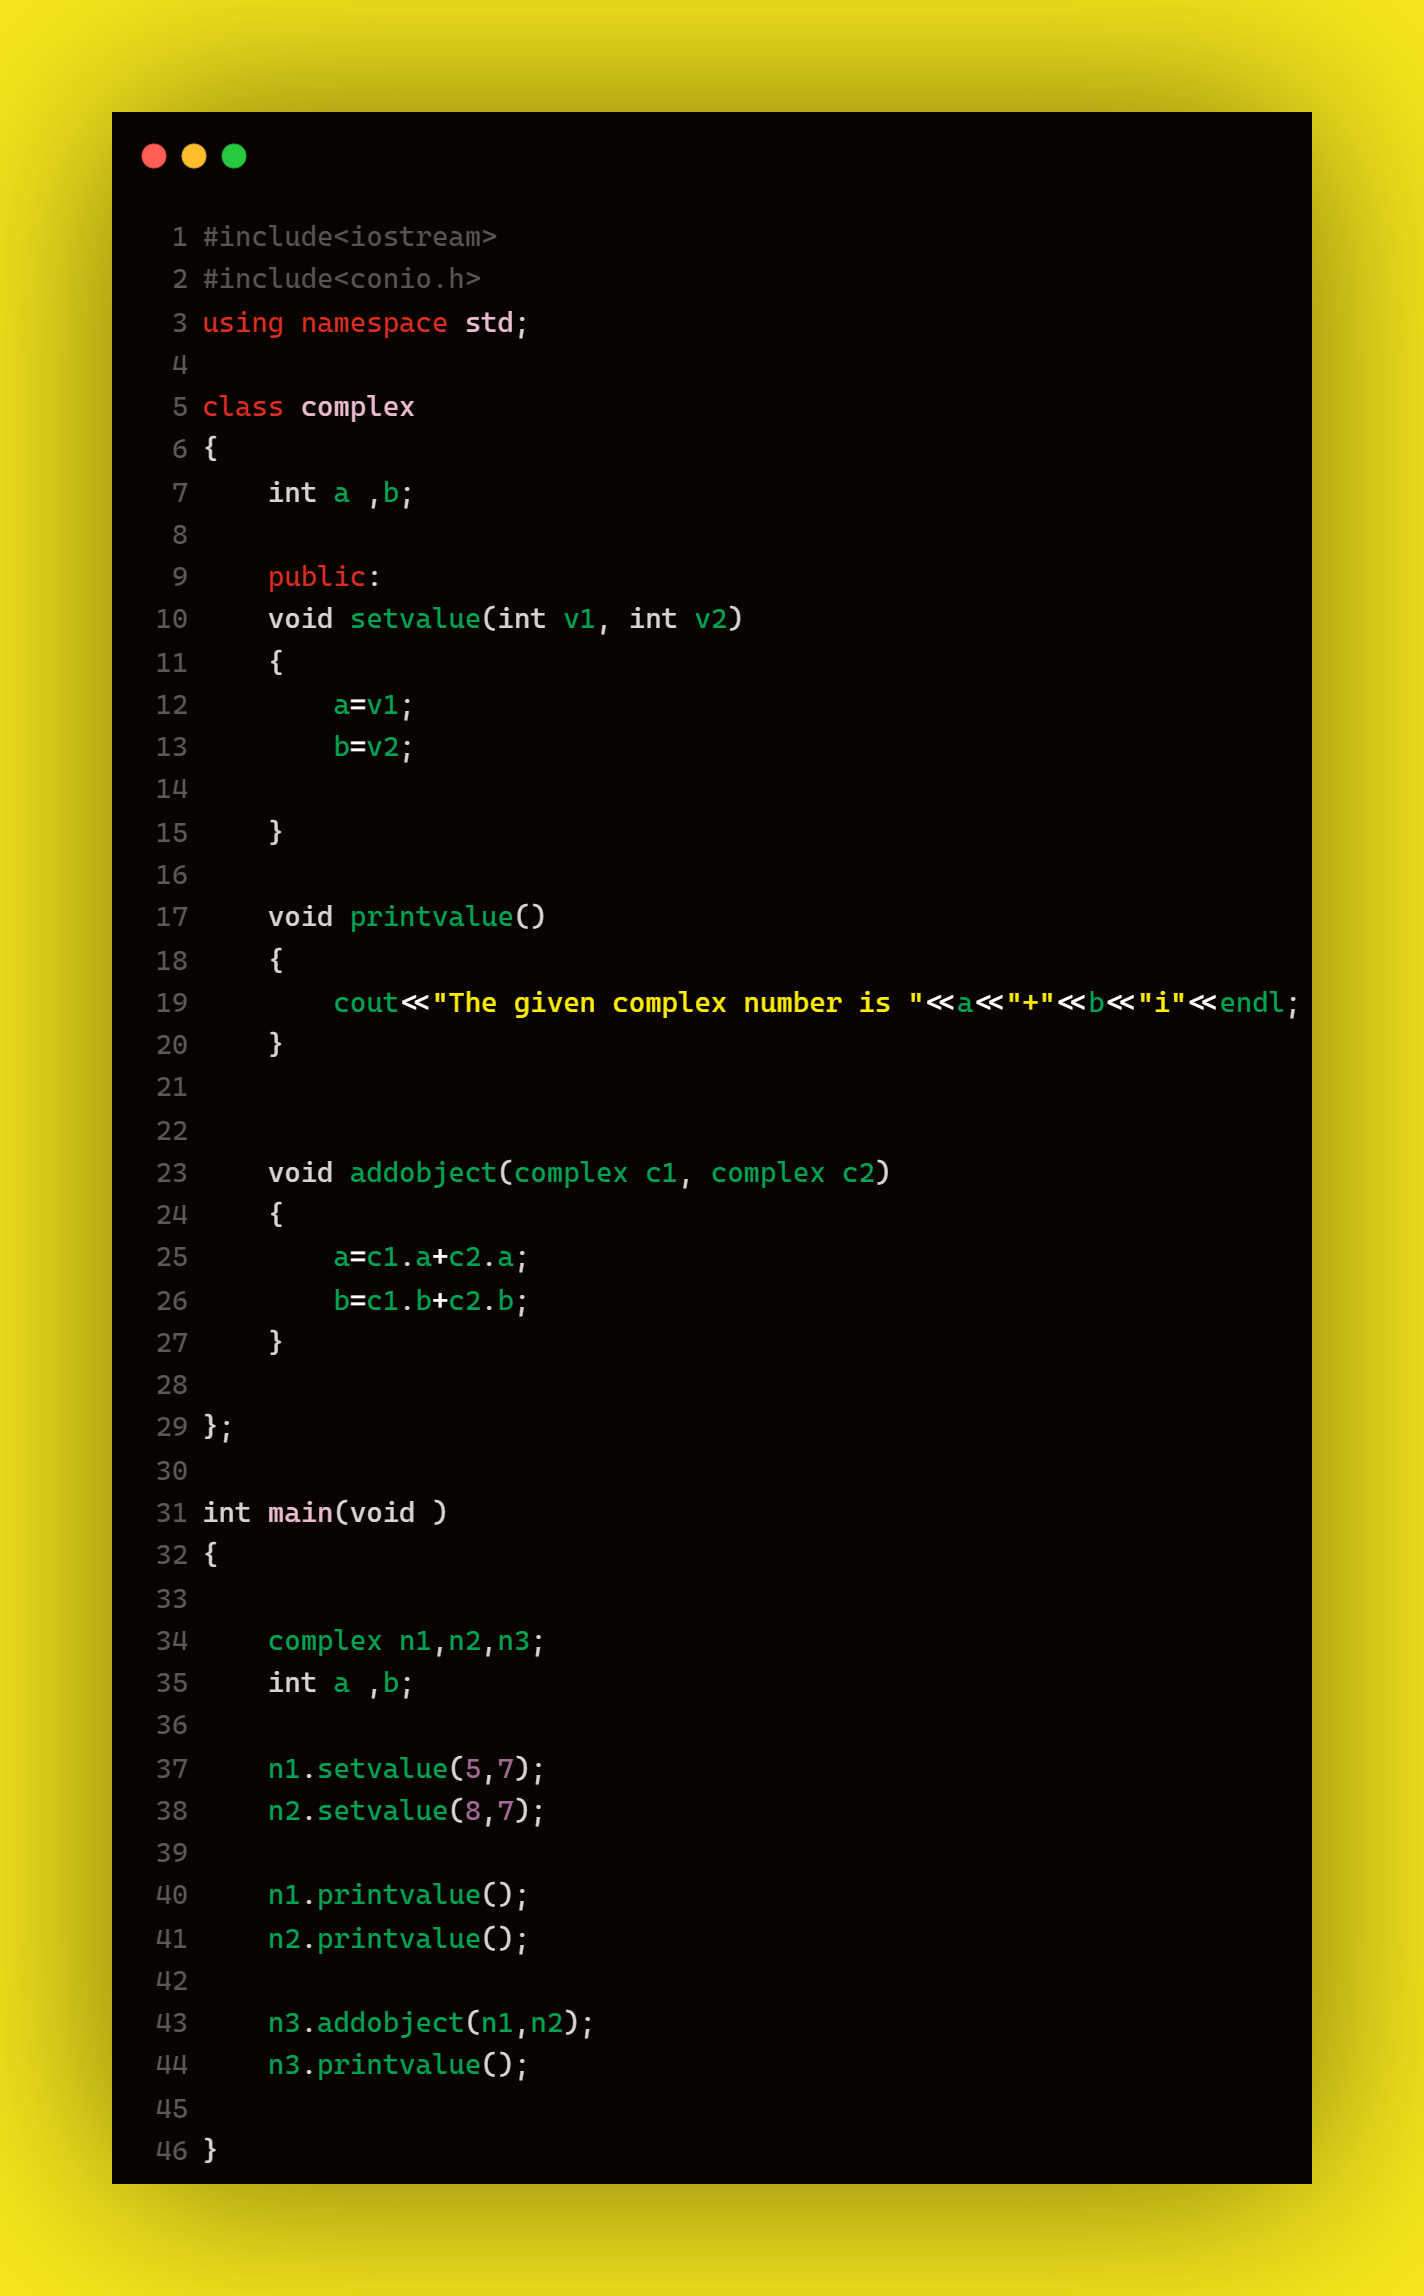 1 #include<iostream>
2 #include<conio.h>
3 using namespace std;
4
5 class complex
6 {
7     int a ,b;
8
9     public:
10     void setvalue(int v1, int v2)
11     {
12         a=v1;
13         b=v2;
14
15     }
16
17     void printvalue()
18     {
19         cout<<"The given complex number is "<<a<<"+"<<b<<"i"<<endl;
20     }
21
22
23     void addobject(complex c1, complex c2)
24     {
25         a=c1.a+c2.a;
26         b=c1.b+c2.b;
27     }
28
29 };
30
31 int main(void )
32 {
33
34     complex n1,n2,n3;
35     int a ,b;
36
37     n1.setvalue(5,7);
38     n2.setvalue(8,7);
39
40     n1.printvalue();
41     n2.printvalue();
42
43     n3.addobject(n1,n2);
44     n3.printvalue();
45
46 }